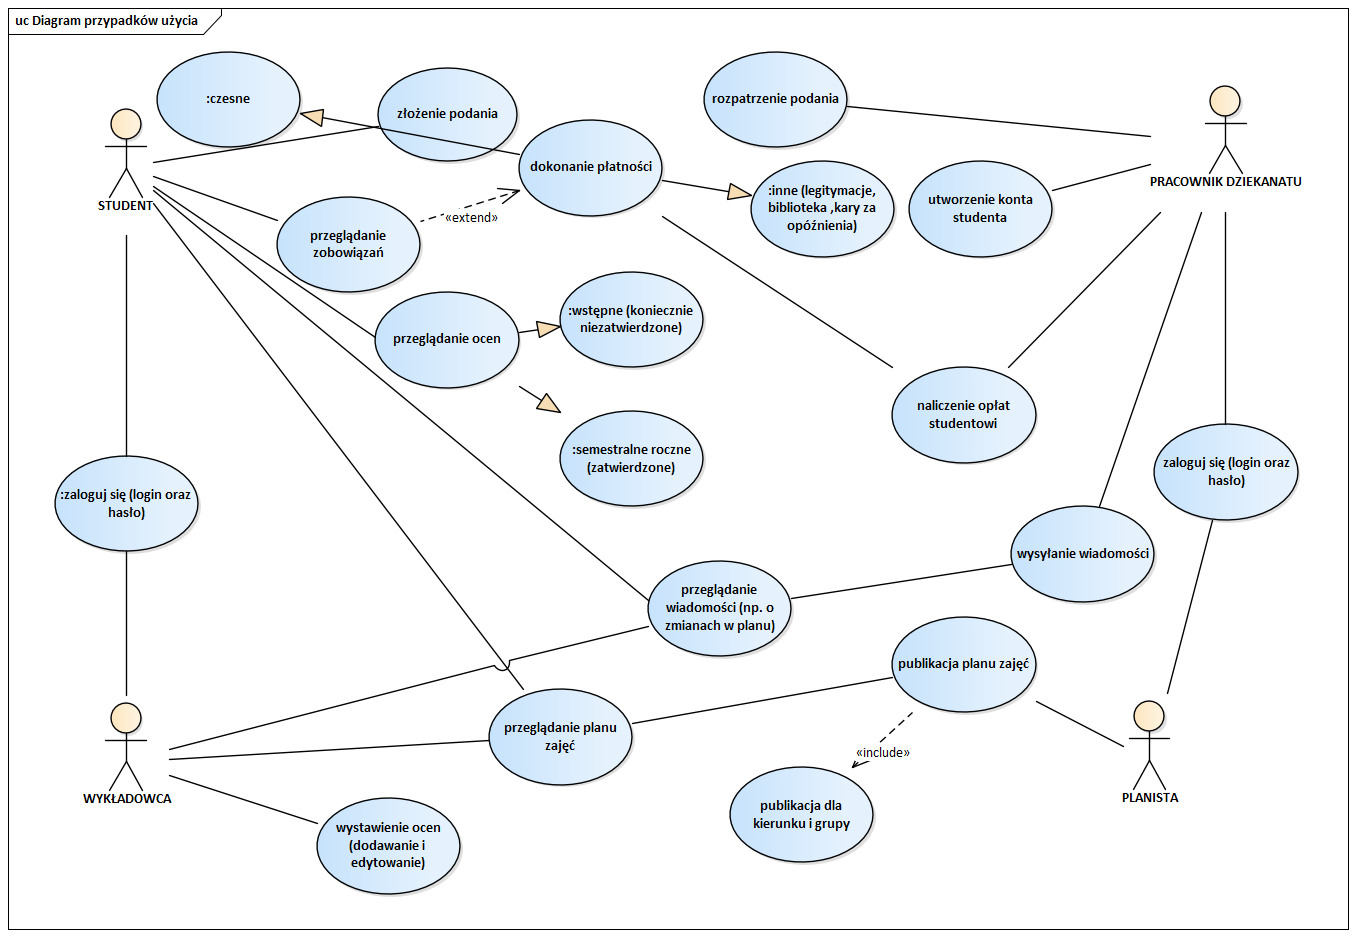 uc Diagram przypadków użycia
:czesne
złożenie podania
rozpatrzenie podania
dokonanie płatności
STUDENT
PRACOWNIK DZIEKANATU
:inne (legitymacje,
biblioteka ,kary za
opóźnienia)
utworzenie konta
studenta
«extend»
przeglądanie
zobowiązań
:wstępne (koniecznie
niezatwierdzone)
przeglądanie ocen
naliczenie opłat
studentowi
:semestralne roczne
(zatwierdzone)
zaloguj się (login oraz
hasło)
:zaloguj się (login oraz
hasło)
wysyłanie wiadomości
przeglądanie
wiadomości (np. o
zmianach w planu)
publikacja planu zajęć
przeglądanie planu
zajęć
«include»
WYKŁADOWCA
PLANISTA
publikacja dla
kierunku i grupy
wystawienie ocen
(dodawanie i
edytowanie)